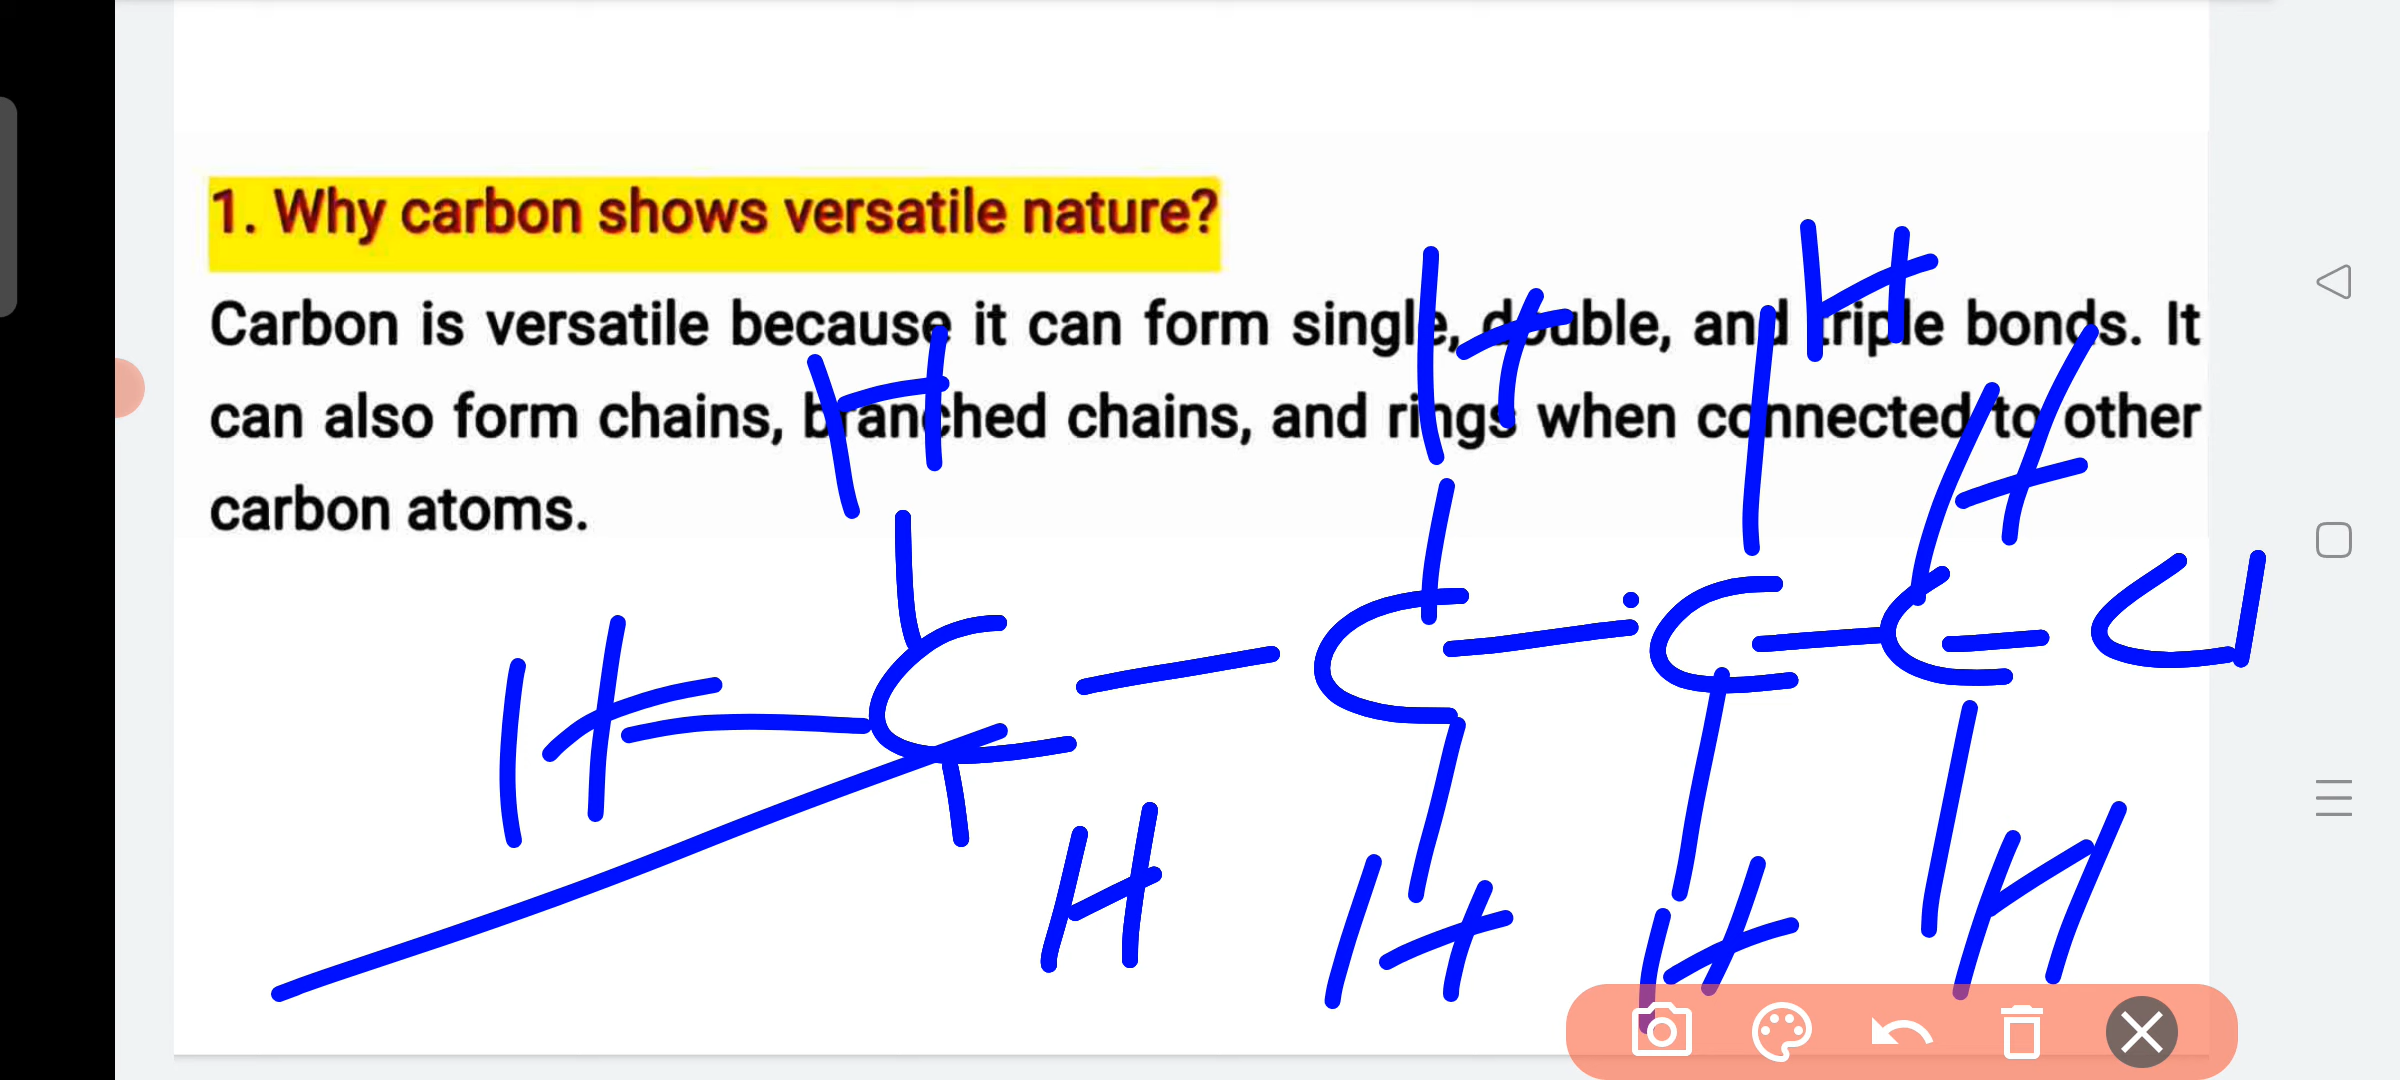 1. Why carbon shows versatile nature?
Carbon is versatile because it can form single, double, and triple bonds. It
can also form chains, branched chains, and rings when connected to other
carbon atoms.
H H H H
H C C C C Cl
H H H H